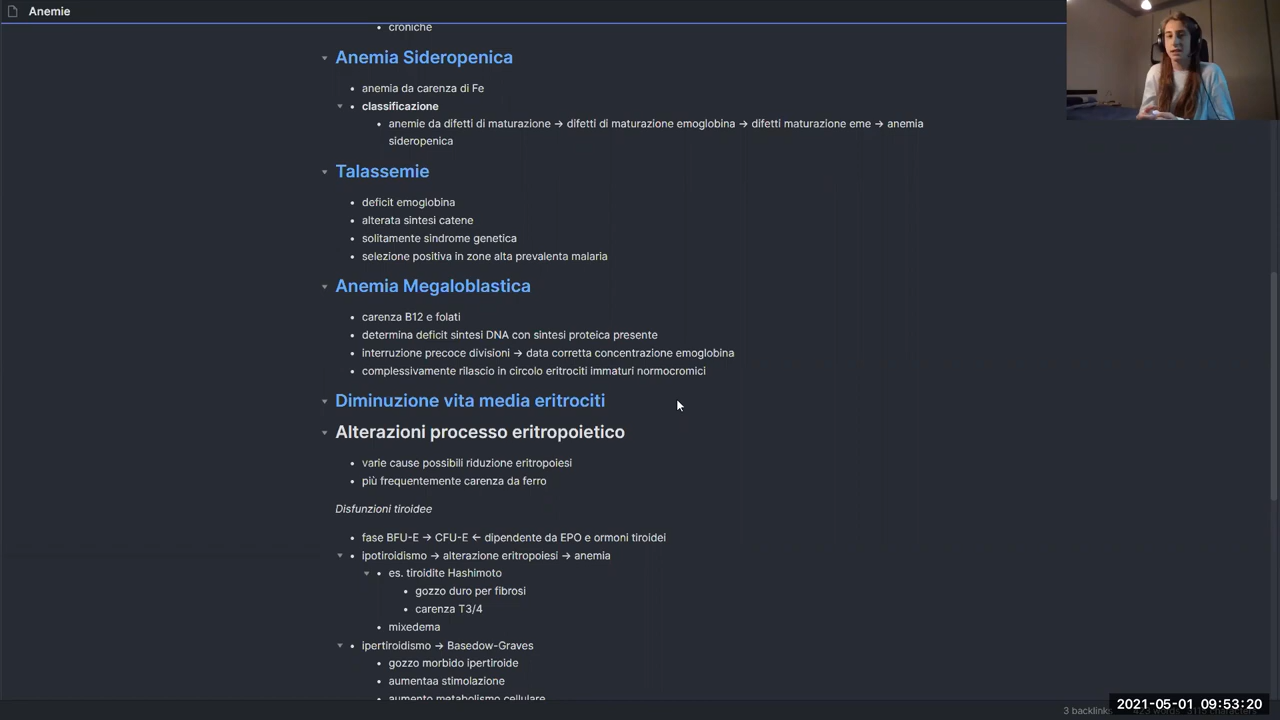 Anemie
croniche
Anemia Sideropenica
anemia da carenza di Fe
classificazione
anemie da difetti di maturazione → difetti di maturazione emoglobina → difetti maturazione eme → anemia
sideropenica
Talassemie
deficit emoglobina
alterata sintesi catene
solitamente sindrome genetica
selezione positiva in zone alta prevalenta malaria
Anemia Megaloblastica
carenza B12 e folati
determina deficit sintesi DNA con sintesi proteica presente
interruzione precoce divisioni → data corretta concentrazione emoglobina
complessivamente rilascio in circolo eritrociti immaturi normocromici
Diminuzione vita media eritrociti
Alterazioni processo eritropoietico
varie cause possibili riduzione eritropoiesi
più frequentemente carenza da ferro
Disfunzioni tiroidee
fase BFU-E → CFU-E ← dipendente da EPO e ormoni tiroidei
ipotiroidismo → alterazione eritropoiesi → anemia
es. tiroidite Hashimoto
gozzo duro per fibrosi
carenza T3/4
mixedema
ipertiroidismo → Basedow-Graves
gozzo morbido ipertiroide
aumentaa stimolazione
aumento metabolismo cellulare
3 backlinks
2021-05-01 09:53:20